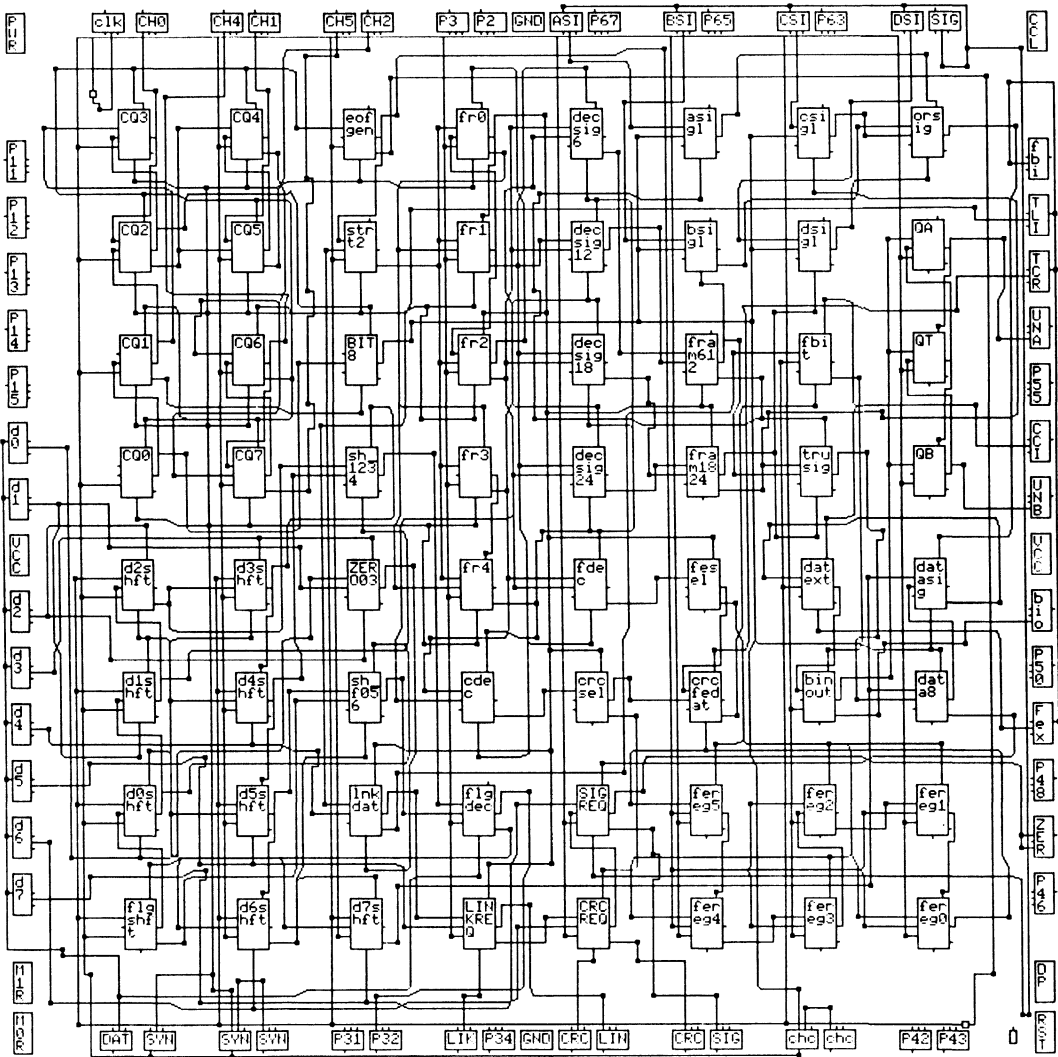 PWR
clk CH0 CH4 CH1 CH5 CH2 P3 P2 GND ASI P67 BSI P65 CSI P63 DSI SIG
CCL
P11
P12
P13
P14
P15
d0
d1
VCC
d2
d3
d4
d5
d6
d7
M1R
M0R
CQ3 CQ4 eof fr0 dec asi csi ors
gen sig gl gl ig
6
CQ2 CQ5 str fr1 dec bsi dsi QA
t2 sig gl gl
12
CQ1 CQ6 BIT fr2 dec fra fbi QT
8 sig m61 t
18 2
CQ0 CQ7 sh fr3 dec fra tru QB
123 sig m18 sig
4 24 24
d2s d3s ZER fr4 fde fes dat dat
hft hft O03 c el ext asi
g
d1s d4s sh cde crc crc bin dat
hft hft f05 c sel fed out a8
6 at
d0s d5s lnk flg SIG fer fer fer
hft hft dat dec REQ eg5 eg2 eg1
flg d6s d7s LIN CRC fer fer fer
shf hft hft KRE REQ eg4 eg3 eg0
t Q
fbi
TLI
TCR
UNA
P55
CCI
UNB
VCC
bio
P50
Fex
P48
ZER
P46
DP
RST
DAT SYN SYN SYN P31 P32 LIK P34 GND CRC LIN CRC SIG chc chc P42 P43